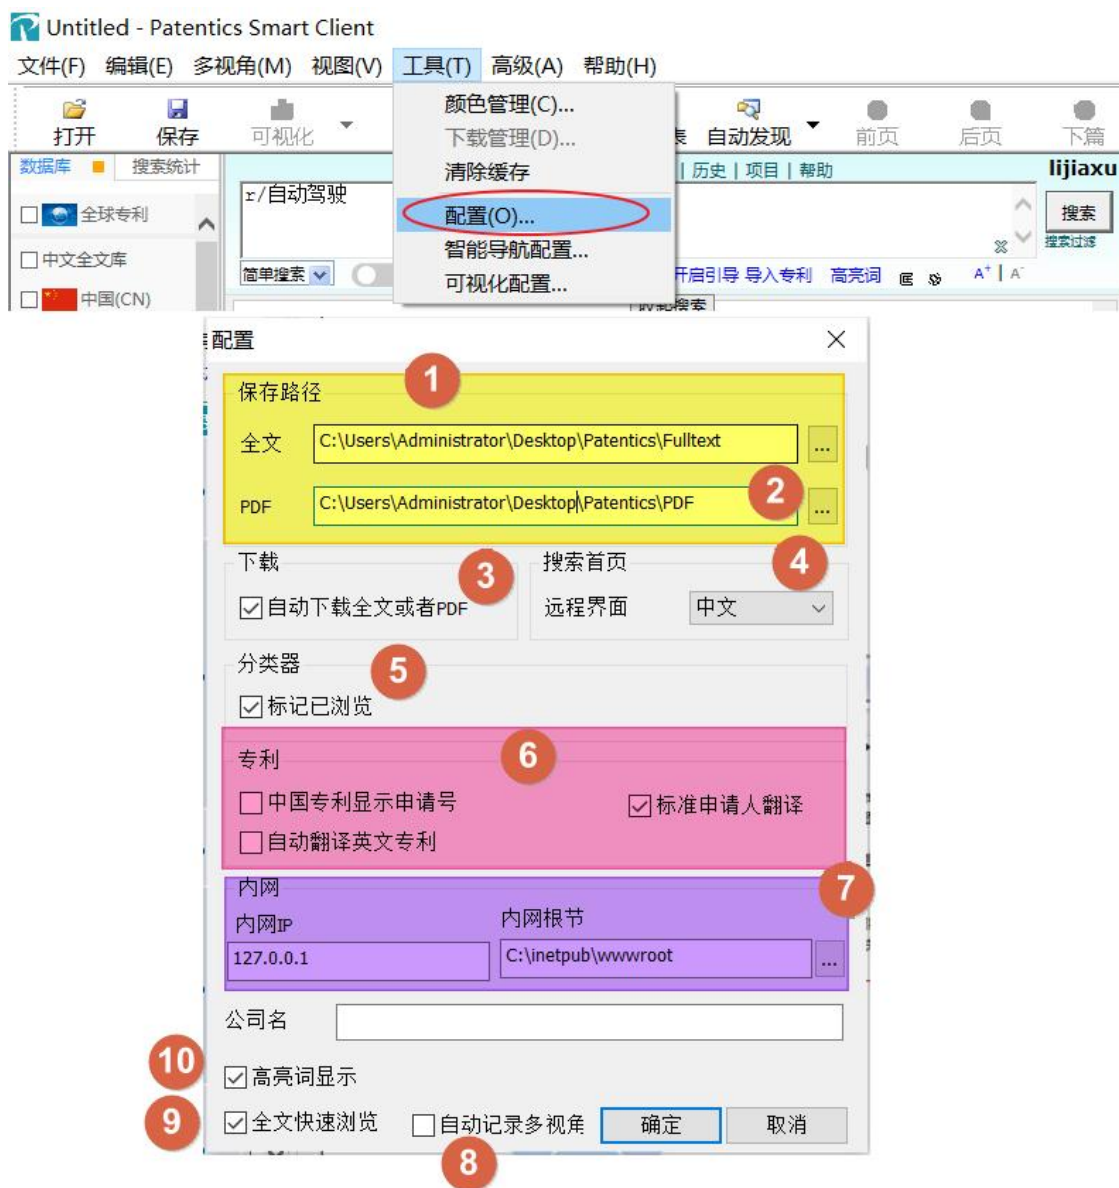 Untitled - Patentics Smart Client
文件(F) 编辑(E) 多视角(M) 视图(V) 工具(T) 高级(A) 帮助(H)
打开 保存 可视化 自动发现 前页 后页 下篇
颜色管理(C)...
下载管理(D)...
清除缓存
配置(O)...
智能导航配置...
可视化配置...
数据库 搜索统计
| 历史 | 项目 | 帮助
lijiaxu
全球专利
r/自动驾驶
搜索
搜索过滤
中文全文库
简单搜索
开启引导 导入专利 高亮词
A⁺ | A⁻
中国(CN)
收起搜索
配置
1
保存路径
全文 C:\Users\Administrator\Desktop\Patentics\Fulltext ...
2
PDF C:\Users\Administrator\Desktop\Patentics\PDF ...
下载 3 搜索首页 4
自动下载全文或者PDF 远程界面 中文
分类器 5
标记已浏览
专利 6
中国专利显示申请号 标准申请人翻译
自动翻译英文专利
内网 7
内网IP 内网根节
127.0.0.1 C:\inetpub\wwwroot ...
公司名
10 高亮词显示
9 全文快速浏览 自动记录多视角 确定 取消
8